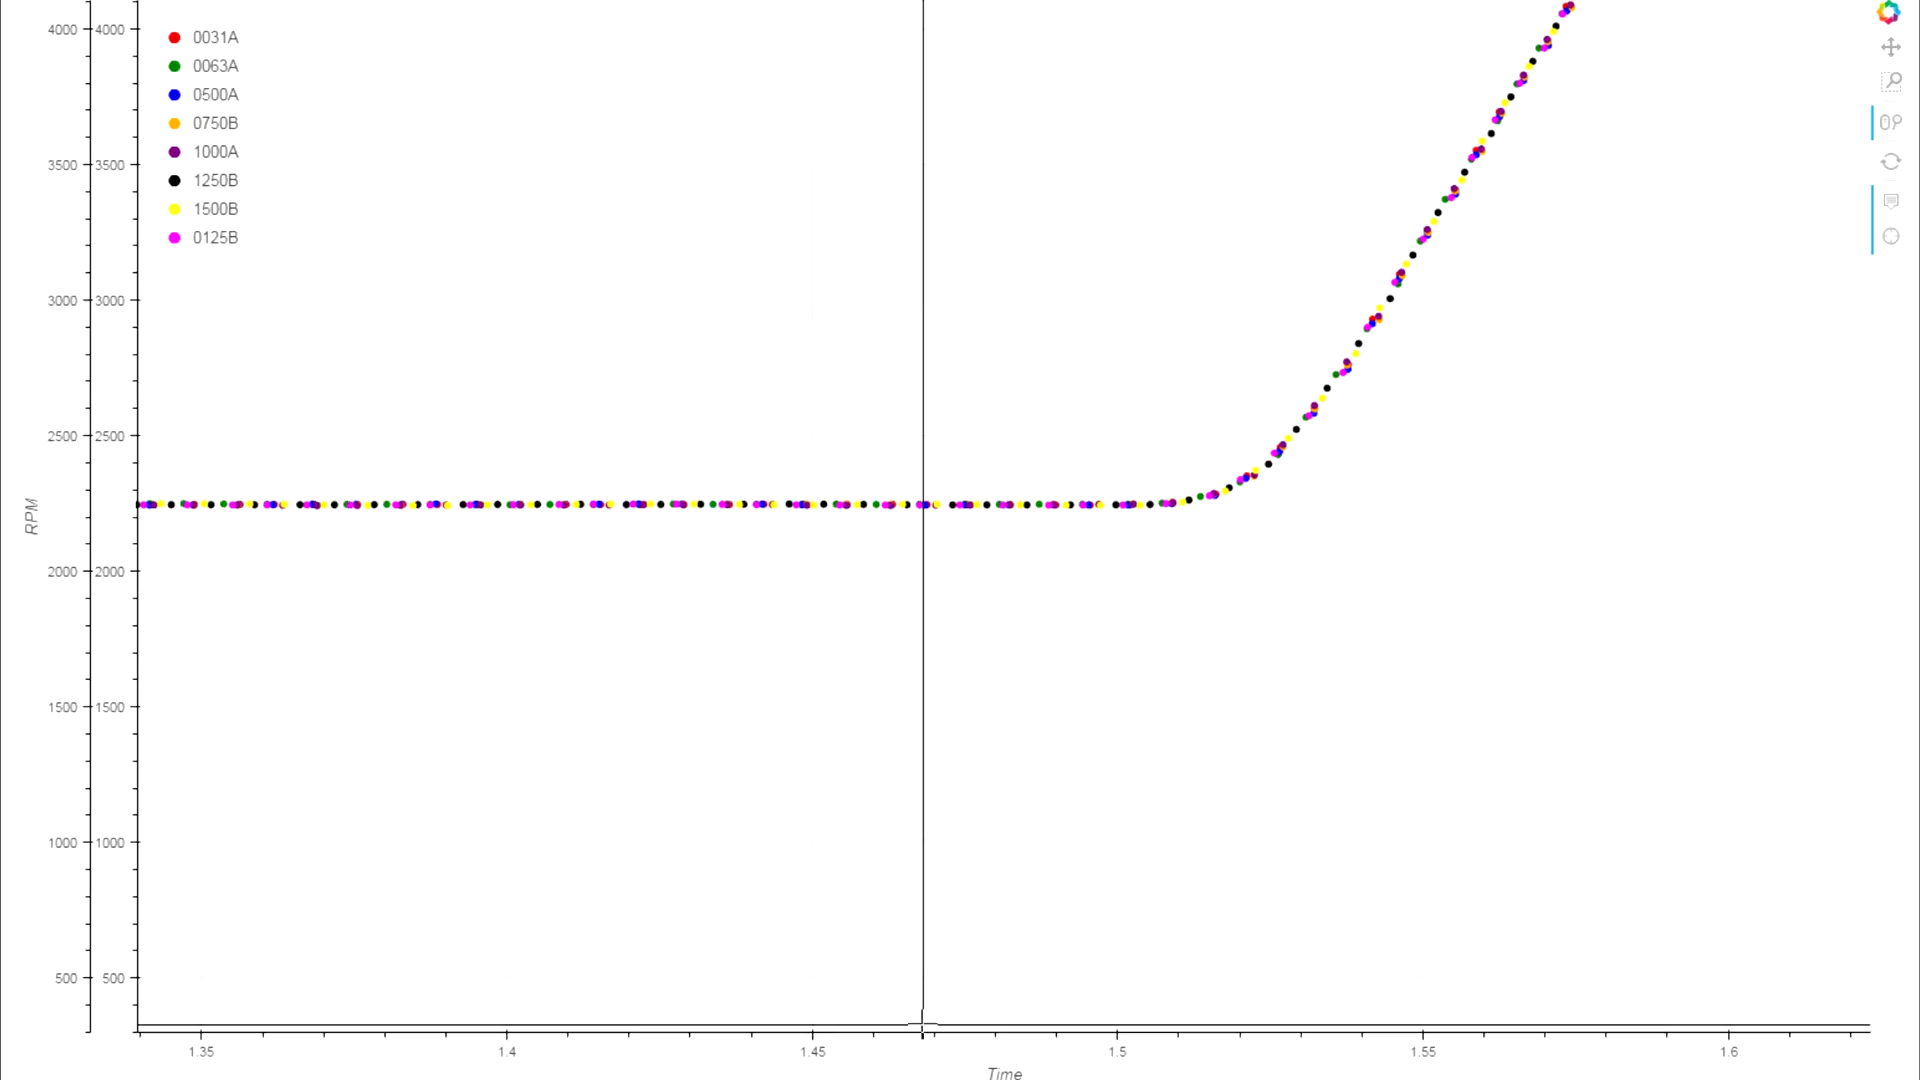 4000 4000
3500 3500
3000 3000
2500 2500
2000 2000
1500 1500
1000 1000
500 500
RPM
0031A
0063A
0500A
0750B
1000A
1250B
1500B
0125B
1.35 1.4 1.45 1.5 1.55 1.6
Time